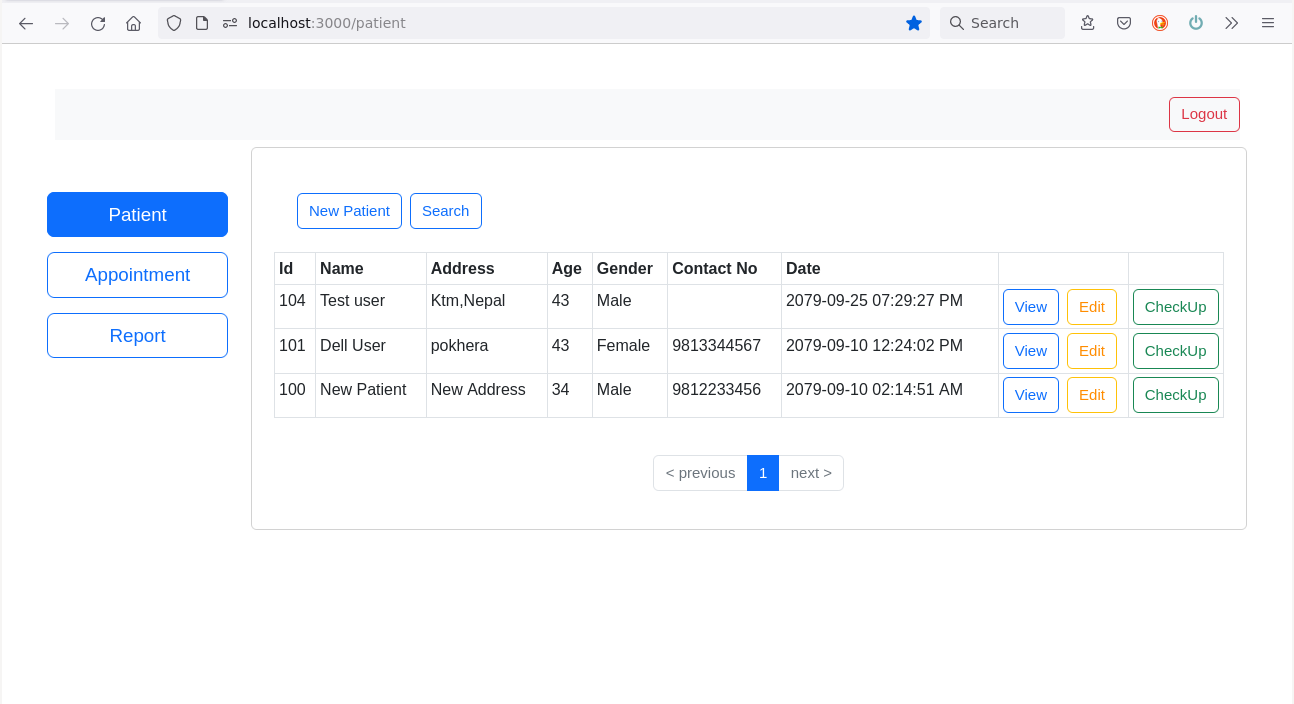 localhost:3000/patient
Search
Logout
Patient
Appointment
Report
New Patient Search
Id Name Address Age Gender Contact No Date
104 Test user Ktm,Nepal 43 Male 2079-09-25 07:29:27 PM View Edit CheckUp
101 Dell User pokhera 43 Female 9813344567 2079-09-10 12:24:02 PM View Edit CheckUp
100 New Patient New Address 34 Male 9812233456 2079-09-10 02:14:51 AM View Edit CheckUp
< previous 1 next >